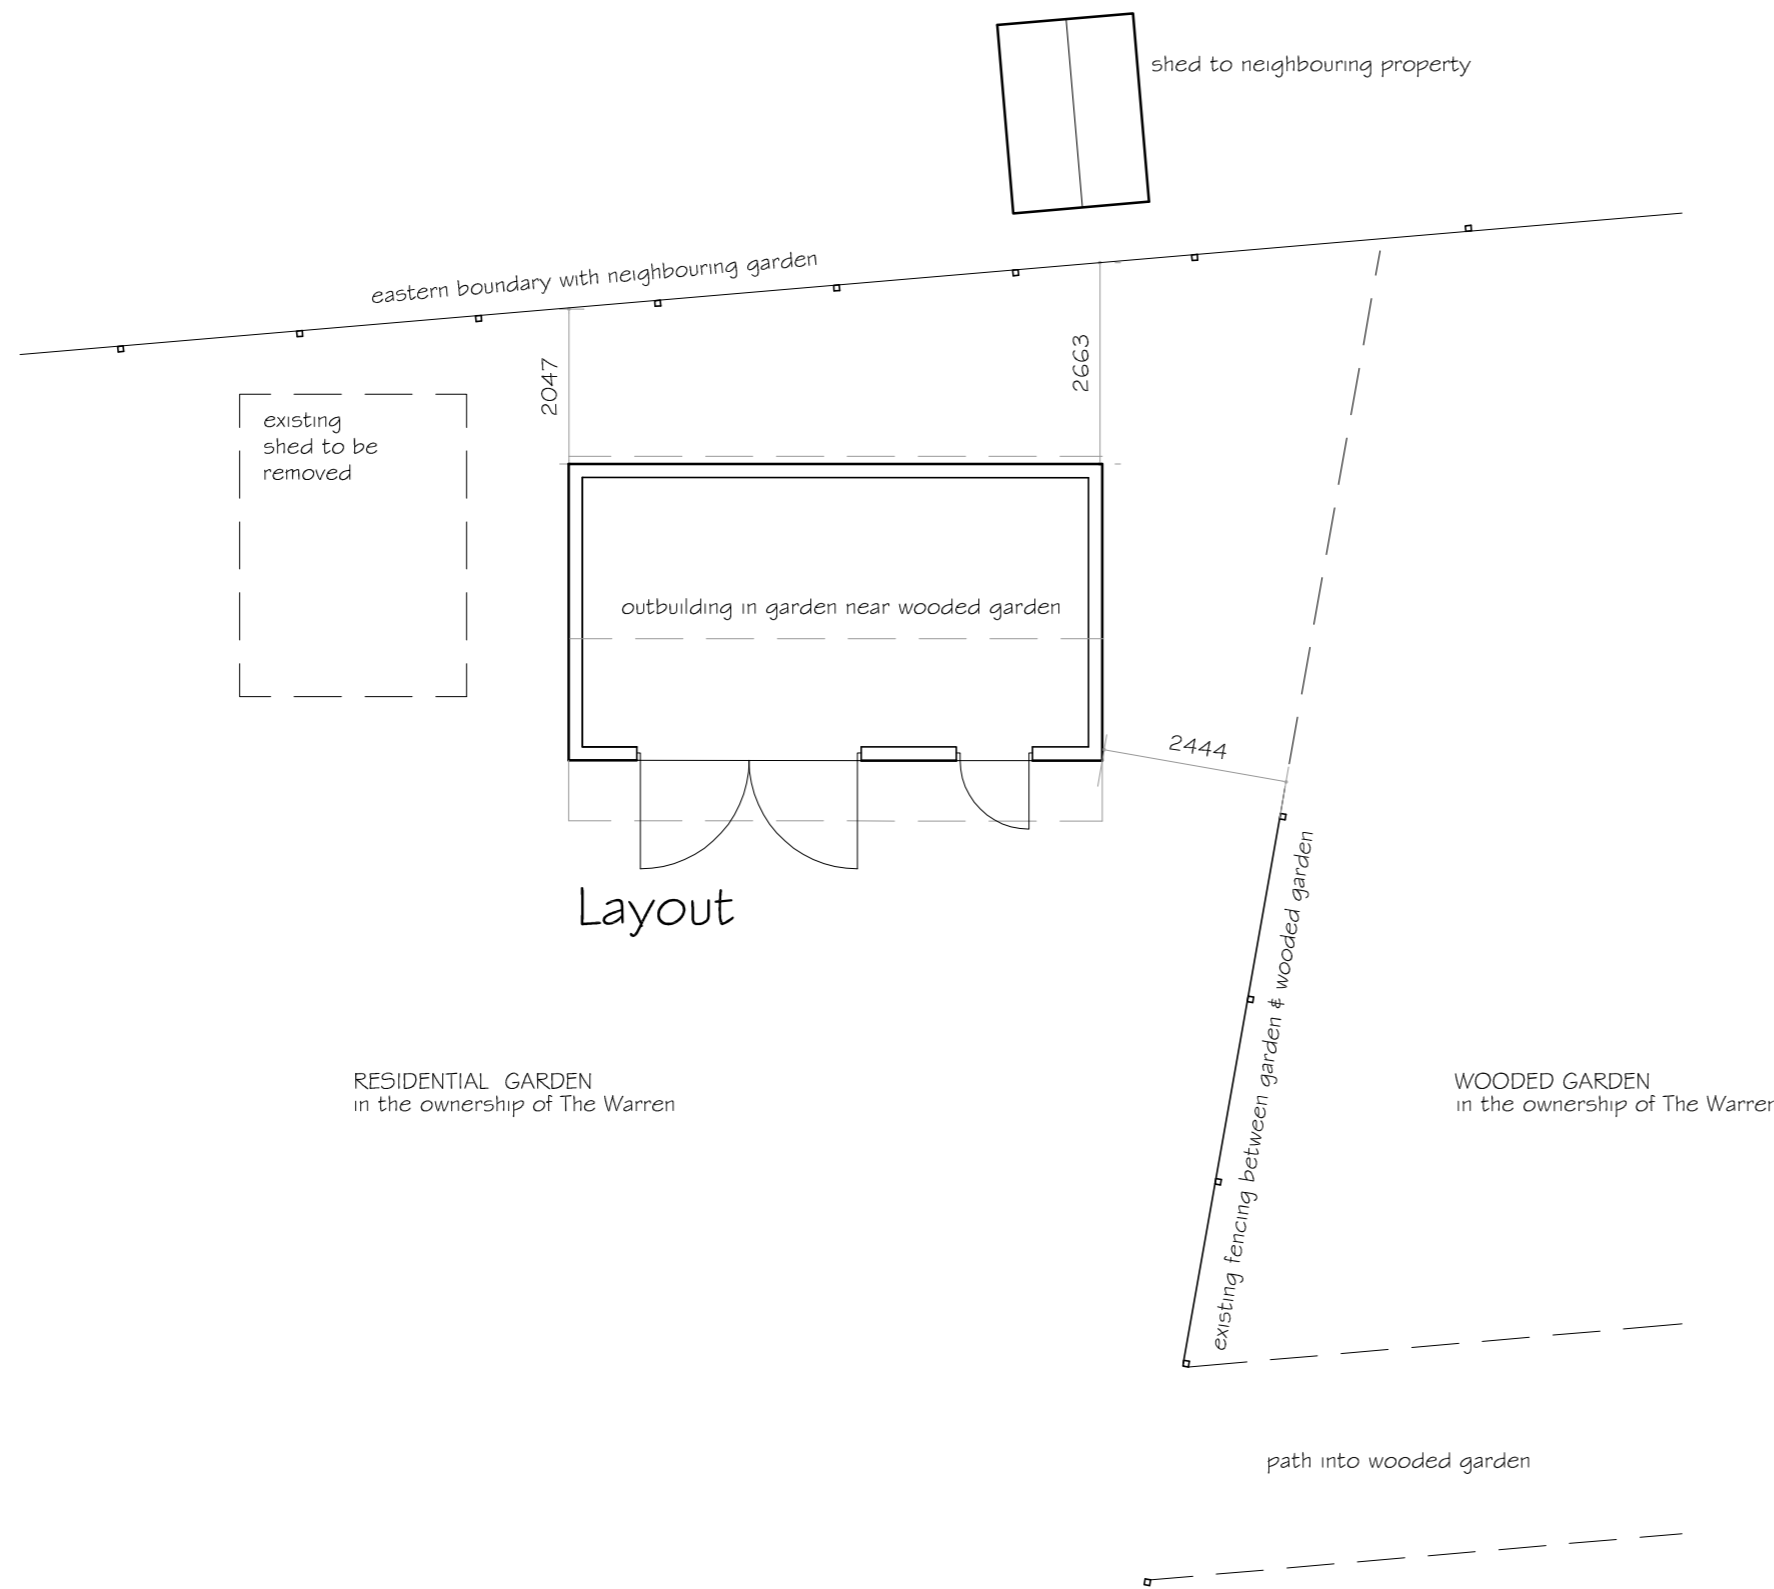 shed to neighbouring property
eastern boundary with neighbouring garden
2047
2663
existing
shed to be
removed
outbuilding in garden near wooded garden
2444
Layout
existing fencing between garden & wooded garden
RESIDENTIAL GARDEN
in the ownership of The Warren
WOODED GARDEN
in the ownership of The Warrer
path into wooded garden